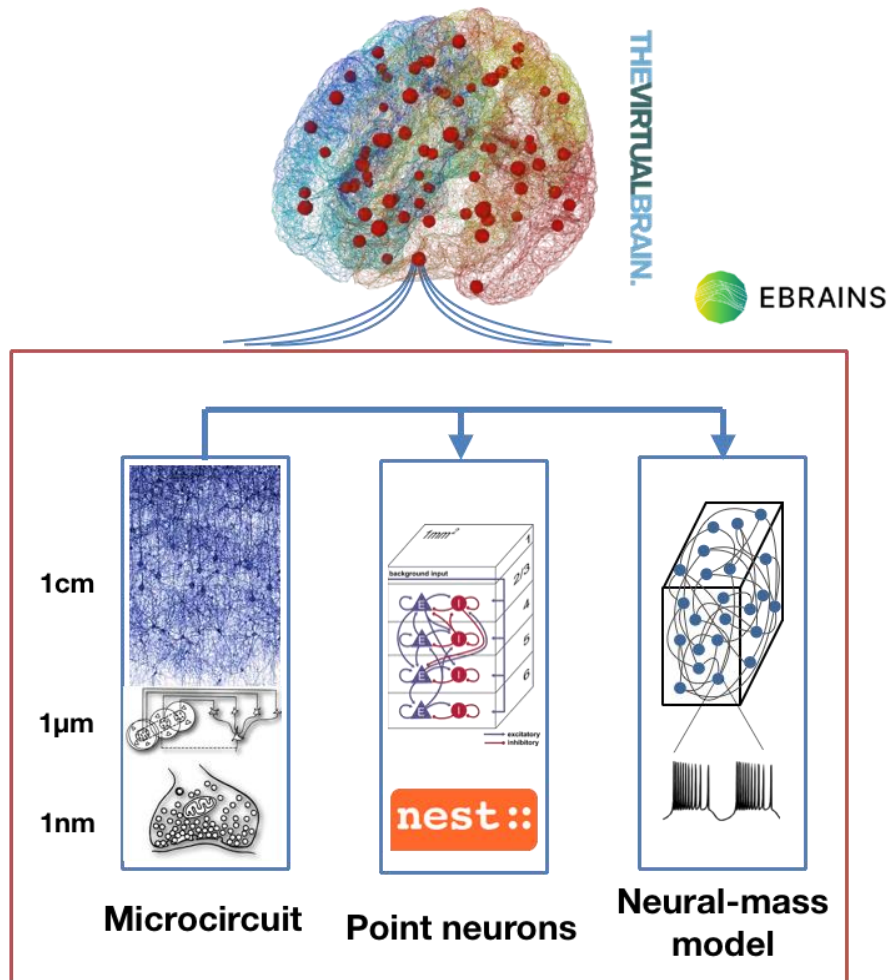 THEVIRTUALBRAIN.
EBRAINS
1cm
1µm
1nm
1mm²
background input
1
2/3
4
5
6
E I
E I
E I
E I
excitatory
inhibitory
nest::
Microcircuit
Point neurons
Neural-mass
model